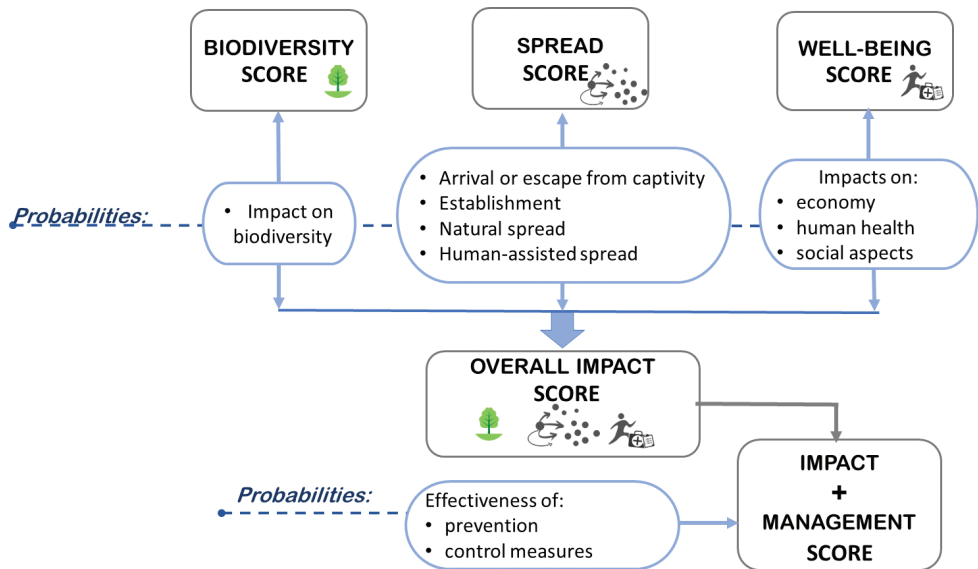 BIODIVERSITY
SCORE
SPREAD
SCORE
WELL-BEING
SCORE
Probabilities:
• Impact on
biodiversity
• Arrival or escape from captivity
• Establishment
• Natural spread
• Human-assisted spread
Impacts on:
• economy
• human health
• social aspects
OVERALL IMPACT
SCORE
Probabilities:
Effectiveness of:
• prevention
• control measures
IMPACT
+
MANAGEMENT
SCORE